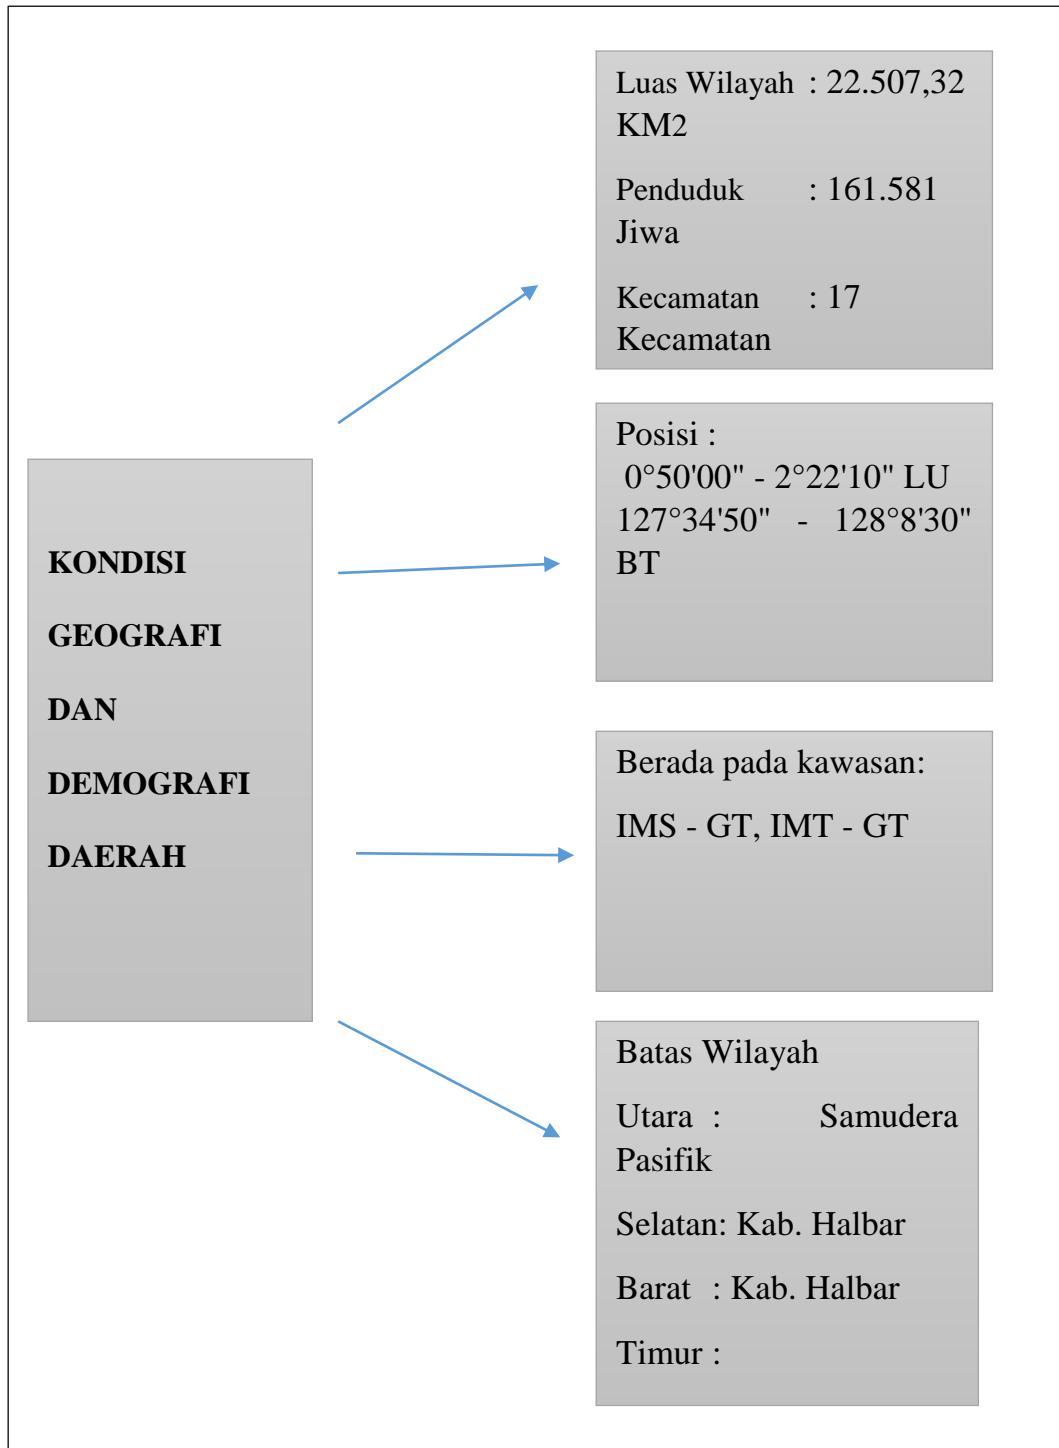 KONDISI
GEOGRAFI
DAN
DEMOGRAFI
DAERAH
Luas Wilayah : 22.507,32
KM2
Penduduk : 161.581
Jiwa
Kecamatan : 17
Kecamatan
Posisi :
0°50'00" - 2°22'10" LU
127°34'50" - 128°8'30"
BT
Berada pada kawasan:
IMS - GT, IMT - GT
Batas Wilayah
Utara : Samudera
Pasifik
Selatan: Kab. Halbar
Barat : Kab. Halbar
Timur :